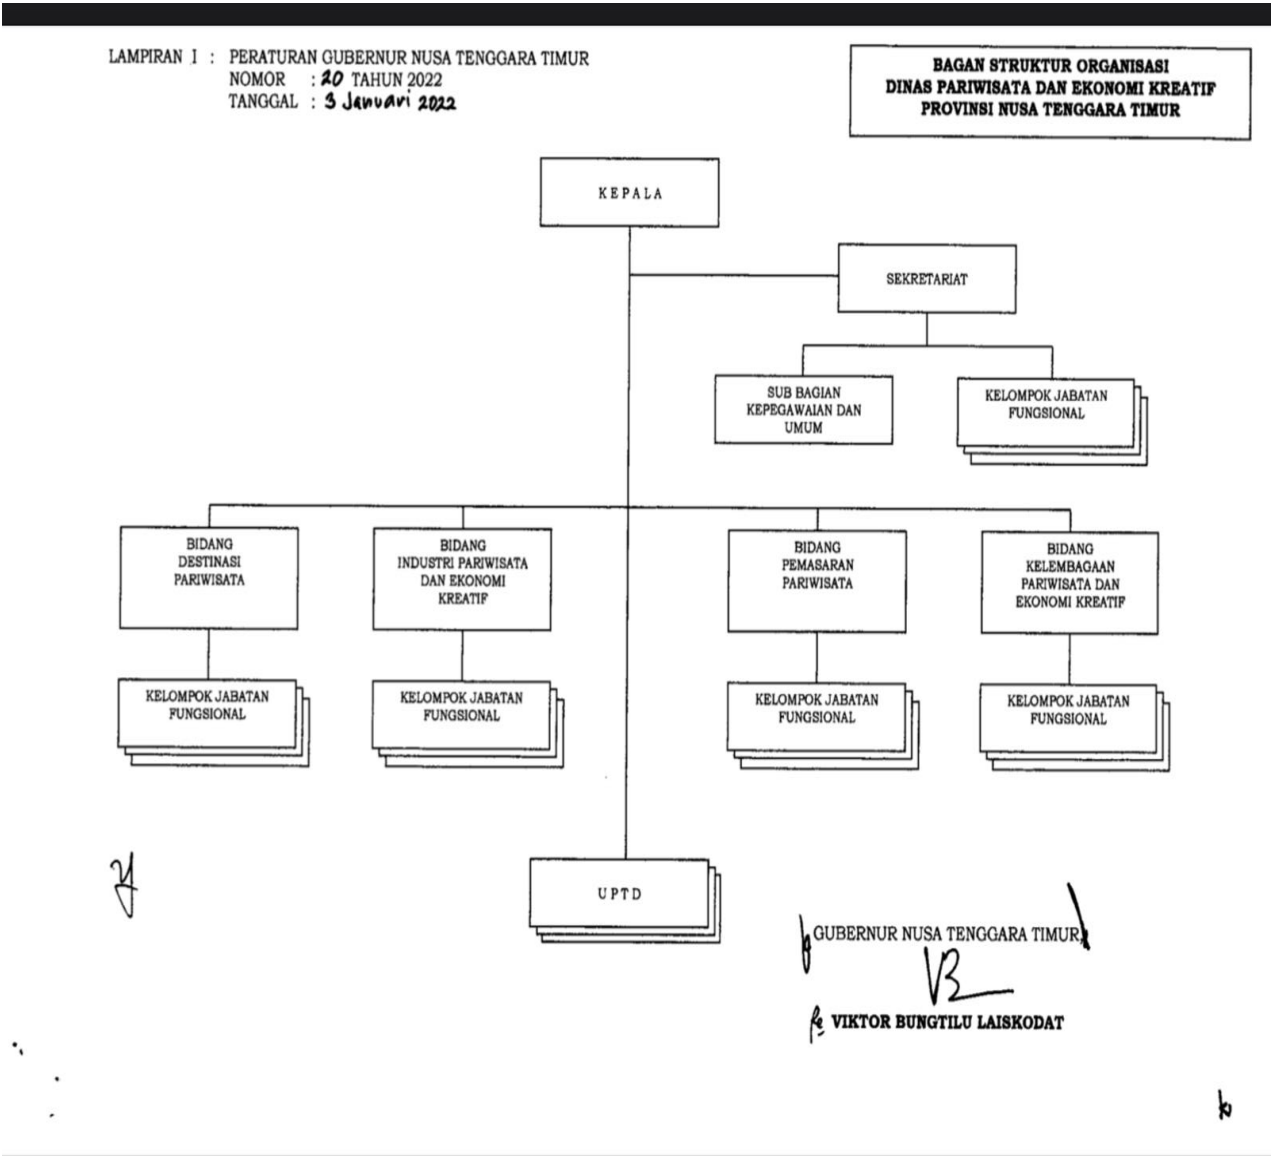 LAMPIRAN I : PERATURAN GUBERNUR NUSA TENGGARA TIMUR
NOMOR : 20 TAHUN 2022
TANGGAL : 3 Januari 2022
BAGAN STRUKTUR ORGANISASI
DINAS PARIWISATA DAN EKONOMI KREATIF
PROVINSI NUSA TENGGARA TIMUR
KEPALA
SEKRETARIAT
SUB BAGIAN
KEPEGAWAIAN DAN
UMUM
KELOMPOK JABATAN
FUNGSIONAL
BIDANG
DESTINASI
PARIWISATA
BIDANG
INDUSTRI PARIWISATA
DAN EKONOMI
KREATIF
BIDANG
PEMASARAN
PARIWISATA
BIDANG
KELEMBAGAAN
PARIWISATA DAN
EKONOMI KREATIF
KELOMPOK JABATAN
FUNGSIONAL
KELOMPOK JABATAN
FUNGSIONAL
KELOMPOK JABATAN
FUNGSIONAL
KELOMPOK JABATAN
FUNGSIONAL
UPTD
GUBERNUR NUSA TENGGARA TIMUR,
VIKTOR BUNGTILU LAISKODAT